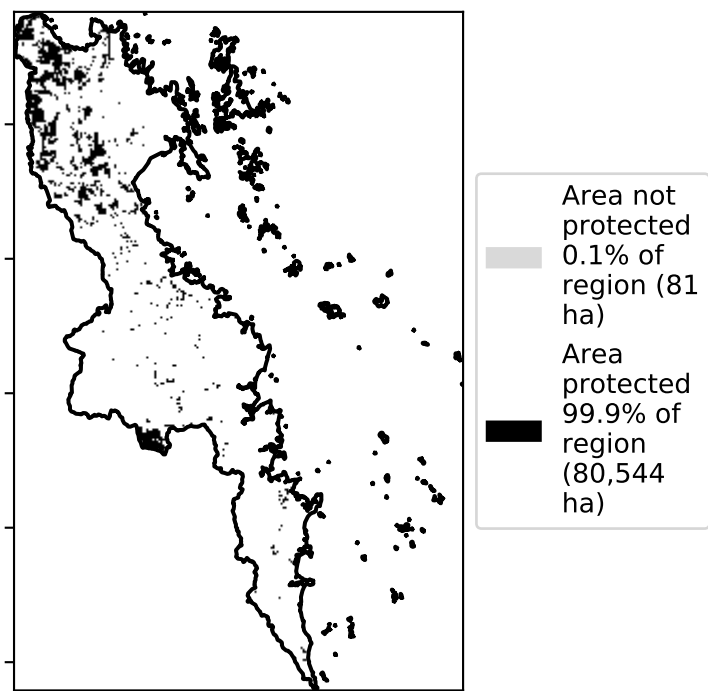 Area not
protected
0.1% of
region (81
ha)
Area
protected
99.9% of
region
(80,544
ha)